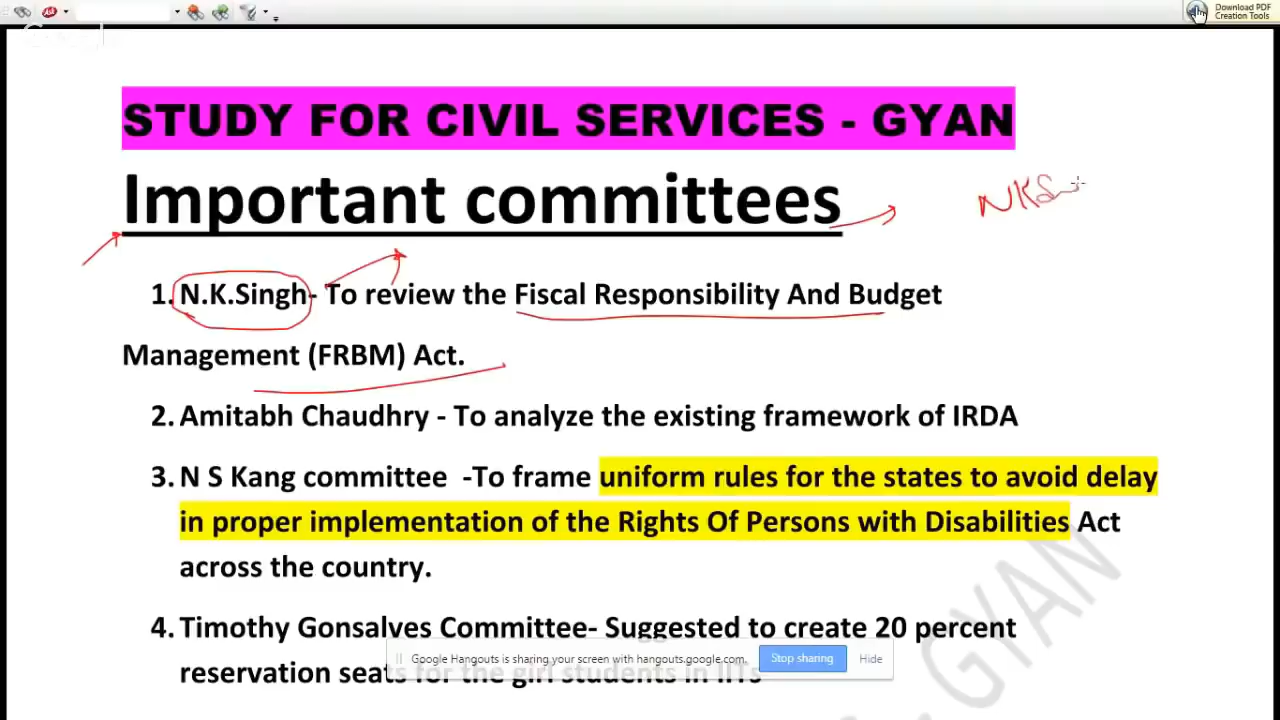 Download PDF
Creation Tools
Google
STUDY FOR CIVIL SERVICES - GYAN
Important committees
NKS
1. N.K.Singh- To review the Fiscal Responsibility And Budget
Management (FRBM) Act.
2. Amitabh Chaudhry - To analyze the existing framework of IRDA
3. N S Kang committee -To frame uniform rules for the states to avoid delay
in proper implementation of the Rights Of Persons with Disabilities Act
across the country.
4. Timothy Gonsalves Committee- Suggested to create 20 percent
reservation seats for the girl students in IITs
Google Hangouts is sharing your screen with hangouts.google.com.
Stop sharing
Hide
GYAN